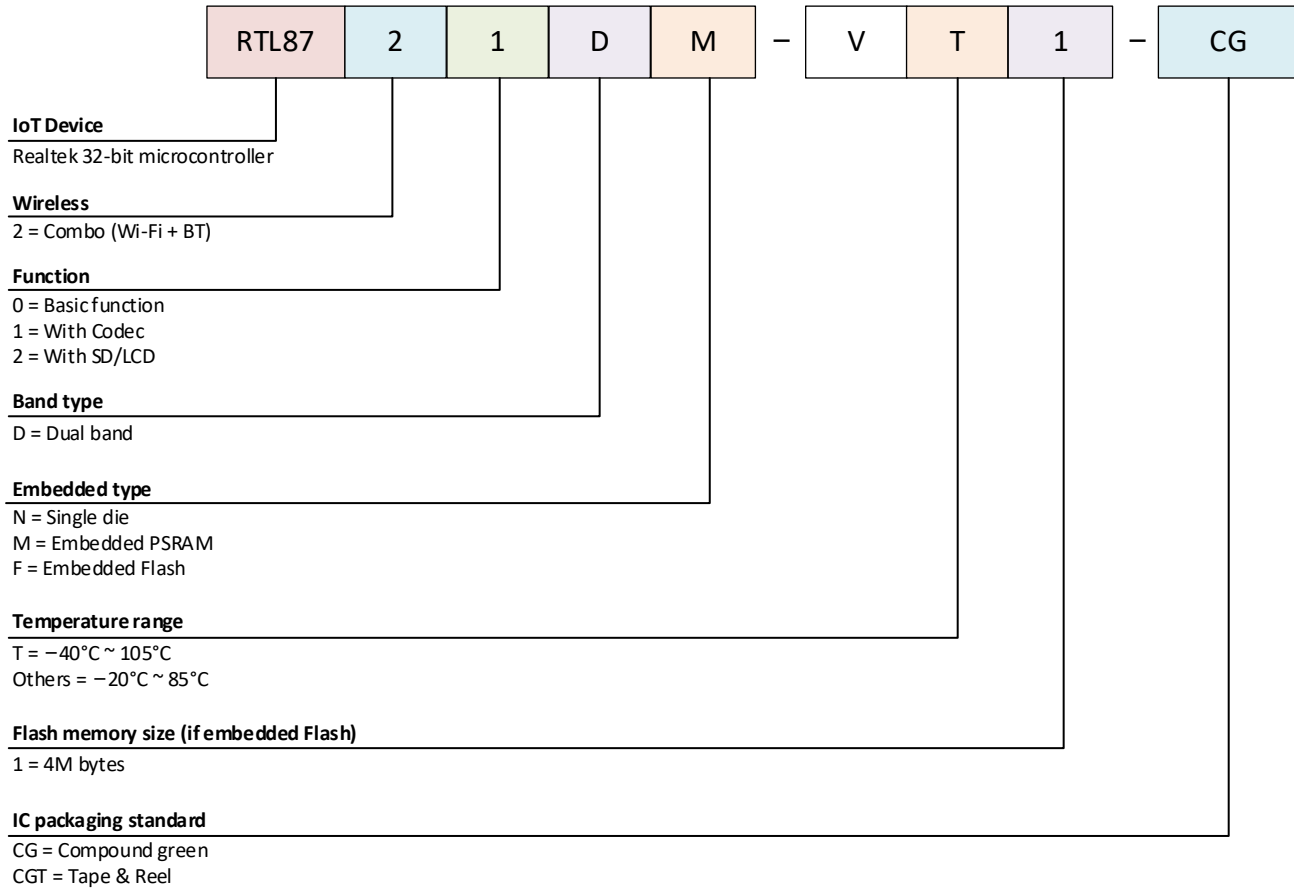 RTL87 2 1 D M – V T 1 – CG
IoT Device
Realtek 32-bit microcontroller
Wireless
2 = Combo (Wi-Fi + BT)
Function
0 = Basic function
1 = With Codec
2 = With SD/LCD
Band type
D = Dual band
Embedded type
N = Single die
M = Embedded PSRAM
F = Embedded Flash
Temperature range
T = −40°C ~ 105°C
Others = −20°C ~ 85°C
Flash memory size (if embedded Flash)
1 = 4M bytes
IC packaging standard
CG = Compound green
CGT = Tape & Reel